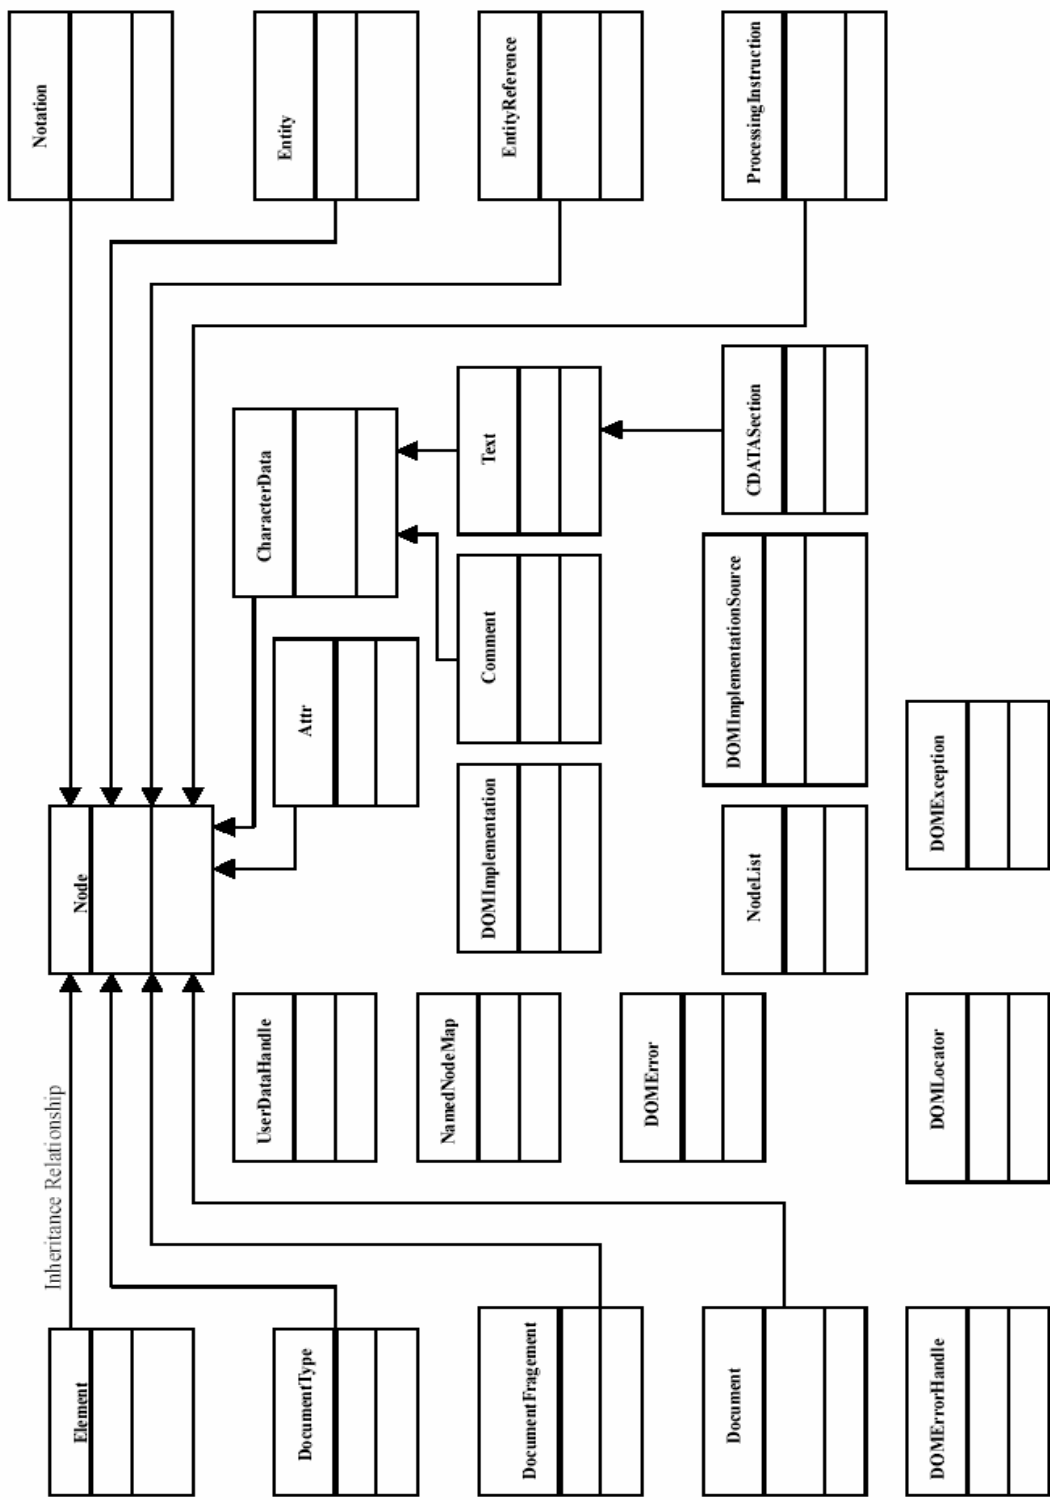 Inheritance Relationship
Element
Node
Notation
DocumentType
UserDataHandle
Attr
CharacterData
Entity
DocumentFragement
NamedNodeMap
DOMImplementation
Comment
Text
EntityReference
Document
DOMError
NodeList
DOMImplementationSource
CDATASection
ProcessingInstruction
DOMErrorHandle
DOMLocator
DOMException